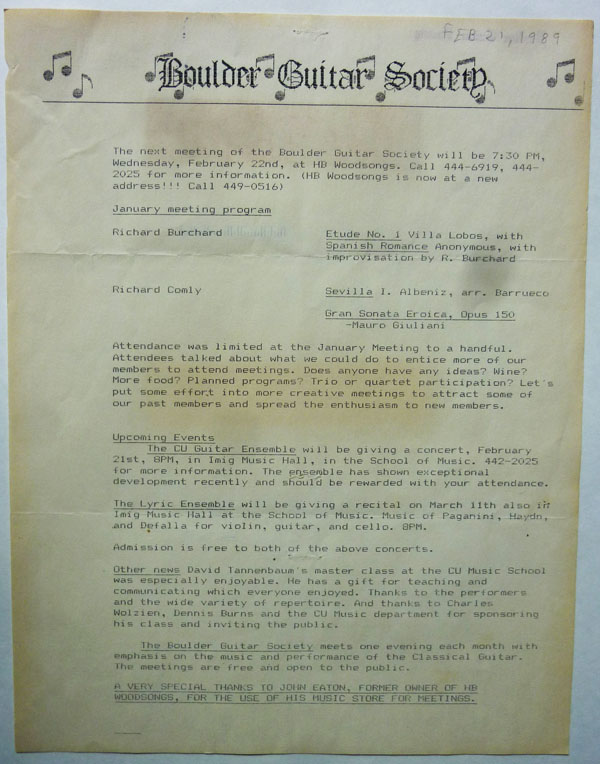 FEB 21, 1989
Boulder Guitar Society
The next meeting of the Boulder Guitar Society will be 7:30 PM,
Wednesday, February 22nd, at HB Woodsongs. Call 444-6919, 444-
2025 for more information. (HB Woodsongs is now at a new
address!!! Call 449-0516)
January meeting program
Richard Burchard
Etude No. 1 Villa Lobos, with
Spanish Romance Anonymous, with
improvisation by R. Burchard
Richard Comly
Sevilla I. Albeniz, arr. Barrueco
Gran Sonata Eroica, Opus 150
-Mauro Giuliani
Attendance was limited at the January Meeting to a handful.
Attendees talked about what we could do to entice more of our
members to attend meetings. Does anyone have any ideas? Wine?
More food? Planned programs? Trio or quartet participation? Let's
put some effort into more creative meetings to attract some of
our past members and spread the enthusiasm to new members.
Upcoming Events
The CU Guitar Ensemble will be giving a concert, February
21st, 8PM, in Imig Music Hall, in the School of Music. 442-2025
for more information. The ensemble has shown exceptional
development recently and should be rewarded with your attendance.
The Lyric Ensemble will be giving a recital on March 11th also in
Imig Music Hall at the School of Music. Music of Paganini, Haydn,
and Defalla for violin, guitar, and cello. 8PM.
Admission is free to both of the above concerts.
Other news David Tannenbaum's master class at the CU Music School
was especially enjoyable. He has a gift for teaching and
communicating which everyone enjoyed. Thanks to the performers
and the wide variety of repertoire. And thanks to Charles
Wolzien, Dennis Burns and the CU Music department for sponsoring
his class and inviting the public.
The Boulder Guitar Society meets one evening each month with
emphasis on the music and performance of the Classical Guitar.
The meetings are free and open to the public.
A VERY SPECIAL THANKS TO JOHN EATON, FORMER OWNER OF HB
WOODSONGS, FOR THE USE OF HIS MUSIC STORE FOR MEETINGS.